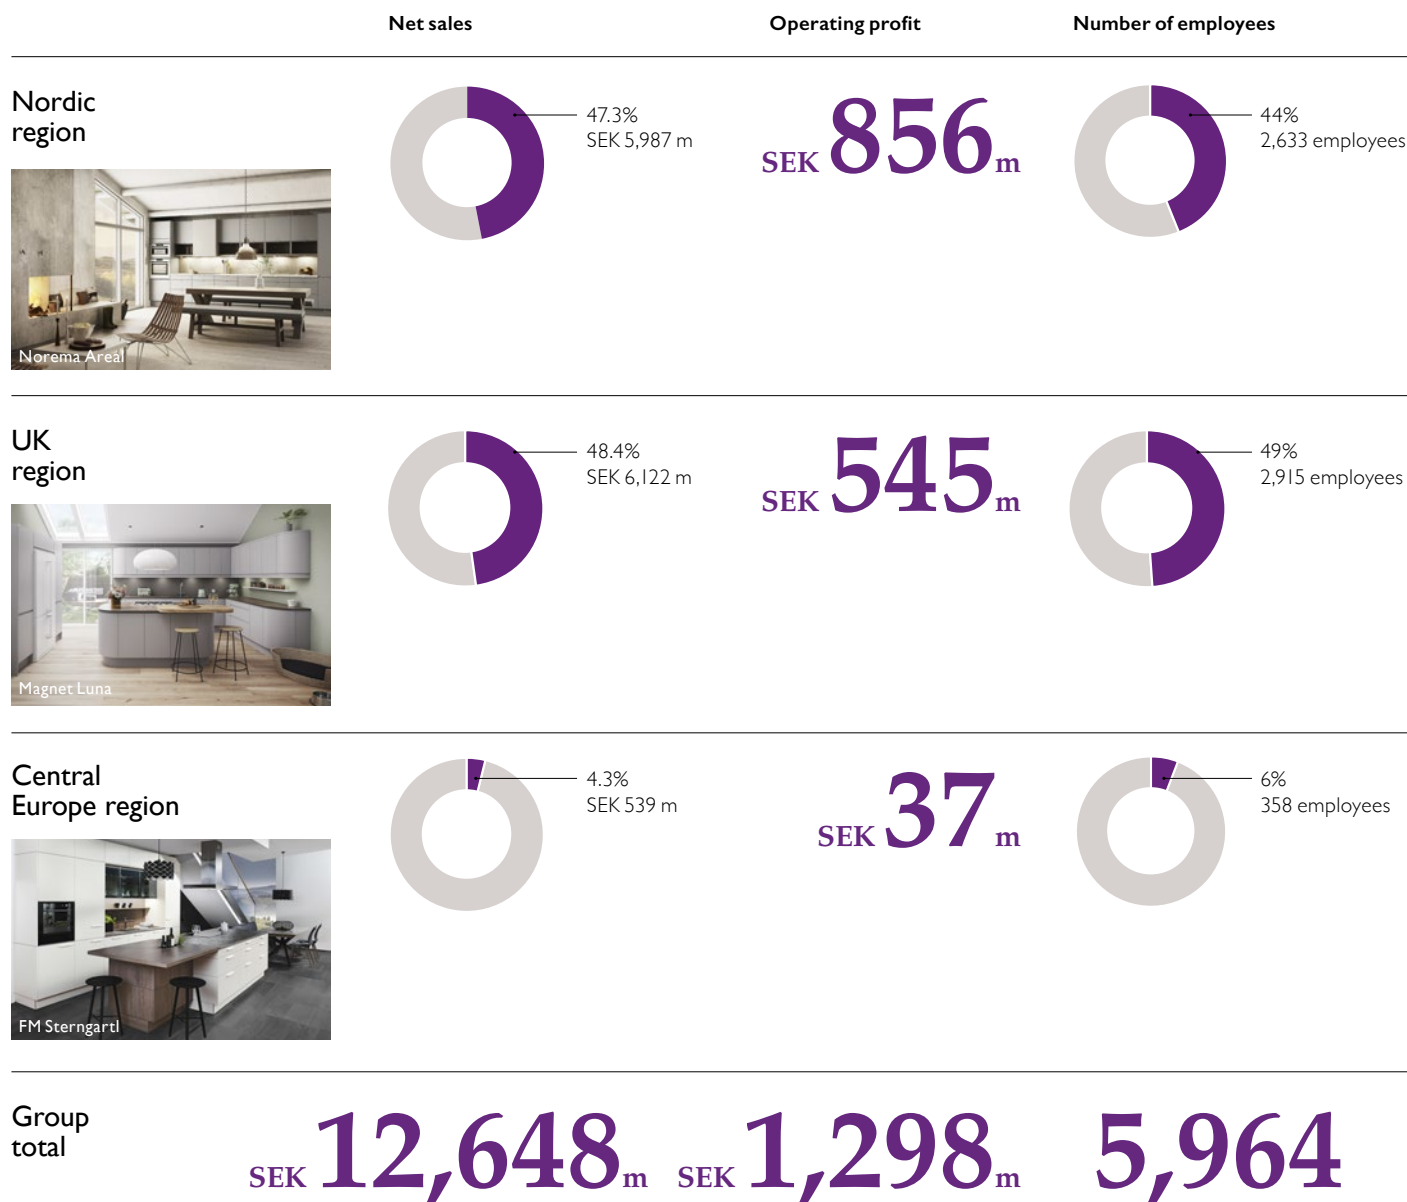 Net sales
Operating profit
Number of employees
Nordic
region
47.3%
SEK 5,987 m
SEK 856 m
44%
2,633 employees
Norema Areal
UK
region
48.4%
SEK 6,122 m
SEK 545 m
49%
2,915 employees
Magnet Luna
Central
Europe region
4.3%
SEK 539 m
SEK 37 m
6%
358 employees
FM Sterngartl
Group
total
SEK 12,648 m
SEK 1,298 m
5,964